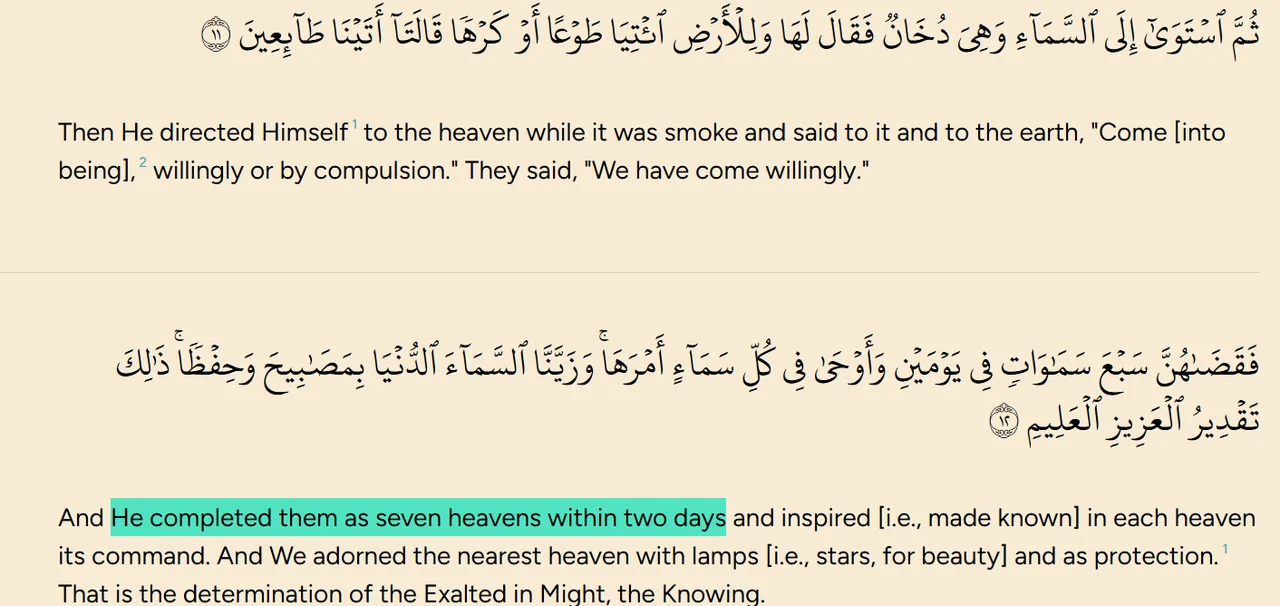 ثُمَّ ٱسْتَوَىٰٓ إِلَى ٱلسَّمَآءِ وَهِىَ دُخَانٌ فَقَالَ لَهَا وَلِلْأَرْضِ ٱئْتِيَا طَوْعًا أَوْ كَرْهًا قَالَتَآ أَتَيْنَا طَآئِعِينَ ١١
Then He directed Himself 1 to the heaven while it was smoke and said to it and to the earth, "Come [into
being], 2 willingly or by compulsion." They said, "We have come willingly."
فَقَضَىٰهُنَّ سَبْعَ سَمَـٰوَاتٍ فِى يَوْمَيْنِ وَأَوْحَىٰ فِى كُلِّ سَمَآءٍ أَمْرَهَا ۚ وَزَيَّنَّا ٱلسَّمَآءَ ٱلدُّنْيَا بِمَصَـٰبِيحَ وَحِفْظًا ۚ ذَٰلِكَ
تَقْدِيرُ ٱلْعَزِيزِ ٱلْعَلِيمِ ١٢
And He completed them as seven heavens within two days and inspired [i.e., made known] in each heaven
its command. And We adorned the nearest heaven with lamps [i.e., stars, for beauty] and as protection. 1
That is the determination of the Exalted in Might, the Knowing.